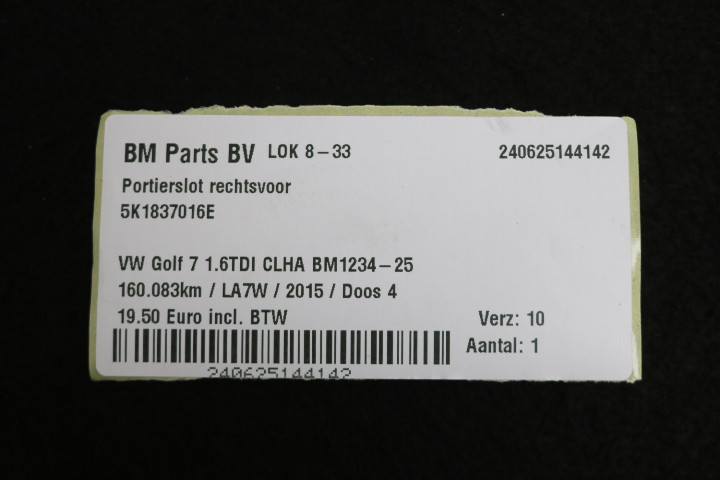 BM Parts BV LOK 8-33 240625144142
Portierslot rechtsvoor
5K1837016E
VW Golf 7 1.6TDI CLHA BM1234-25
160.083km / LA7W / 2015 / Doos 4
19.50 Euro incl. BTW Verz: 10
Aantal: 1
240625144142